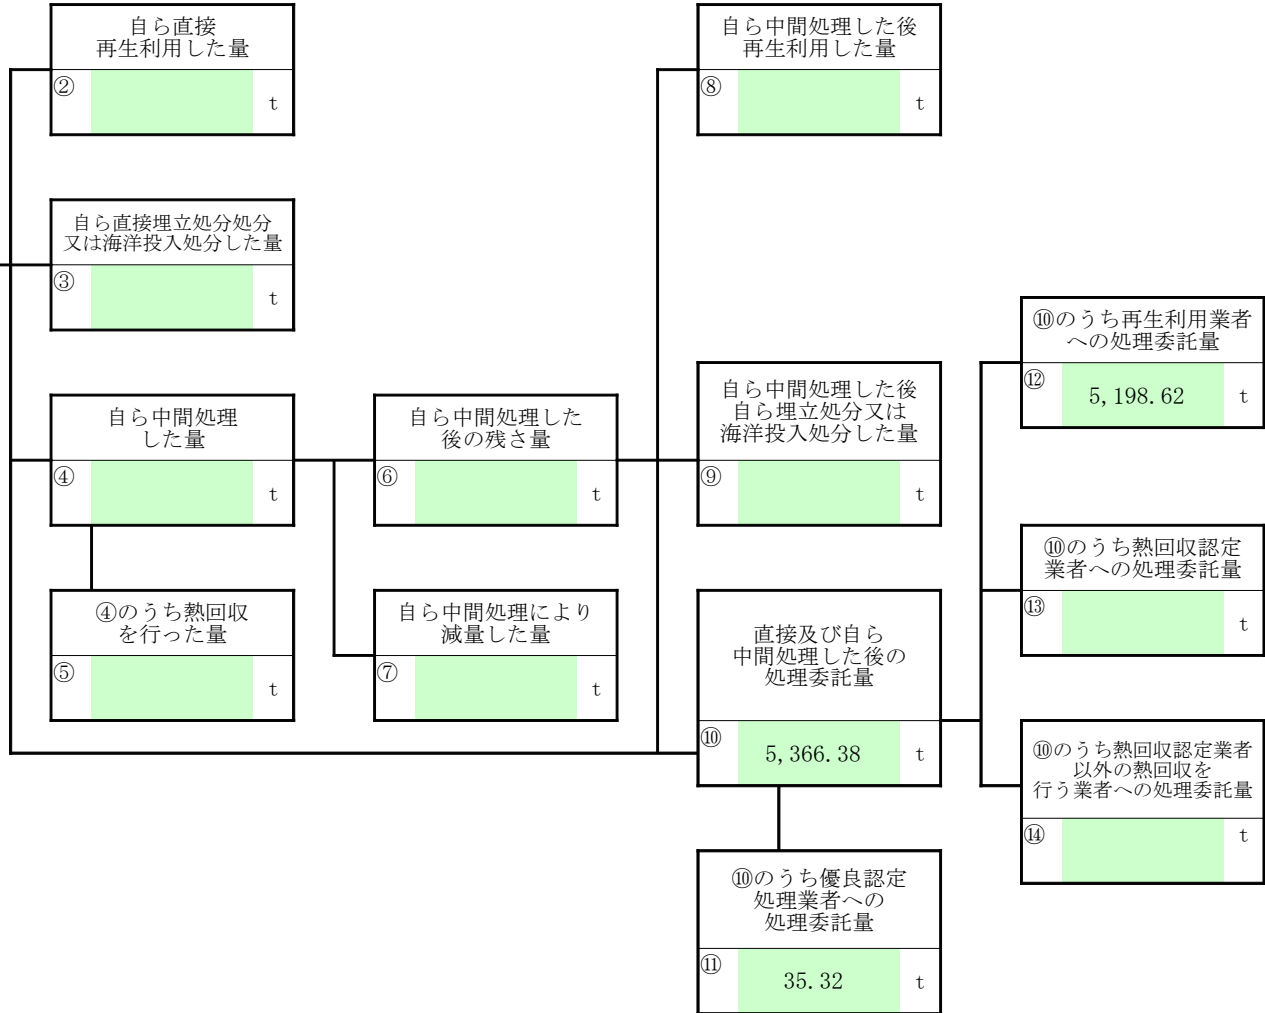 自ら直接
再生利用した量
②
t
自ら中間処理した後
再生利用した量
⑧
t
自ら直接埋立処分処分
又は海洋投入処分した量
③
t
⑩のうち再生利用業者
への処理委託量
⑫
5,198.62
t
自ら中間処理
した量
④
t
自ら中間処理した
後の残さ量
⑥
t
自ら中間処理した後
自ら埋立処分又は
海洋投入処分した量
⑨
t
⑩のうち熱回収認定
業者への処理委託量
⑬
t
④のうち熱回収
を行った量
⑤
t
自ら中間処理により
減量した量
⑦
t
直接及び自ら
中間処理した後の
処理委託量
⑩
5,366.38
t
⑩のうち熱回収認定業者
以外の熱回収を
行う業者への処理委託量
⑭
t
⑩のうち優良認定
処理業者への
処理委託量
⑪
35.32
t